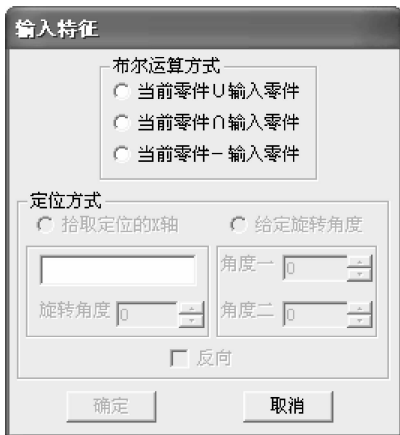 输入特征
布尔运算方式
当前零件∪输入零件
当前零件∩输入零件
当前零件－输入零件
定位方式
拾取定位的X轴 给定旋转角度
角度一 0
旋转角度 0 角度二 0
反向
确定 取消